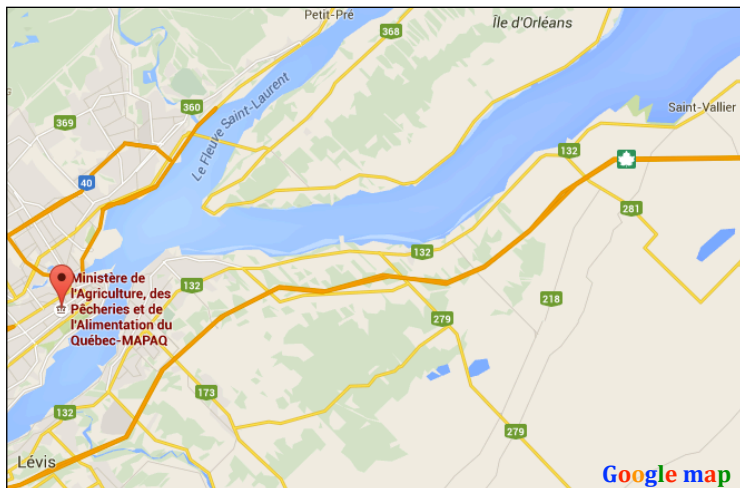 Petit-Pré
Île d'Orléans
368
Saint-Vallier
360
369
Le Fleuve Saint-Laurent
132
40
281
132
Ministère de
l'Agriculture, des
Pêcheries et de
l'Alimentation du
Québec-MAPAQ
132
218
279
173
132
279
Lévis
Google map